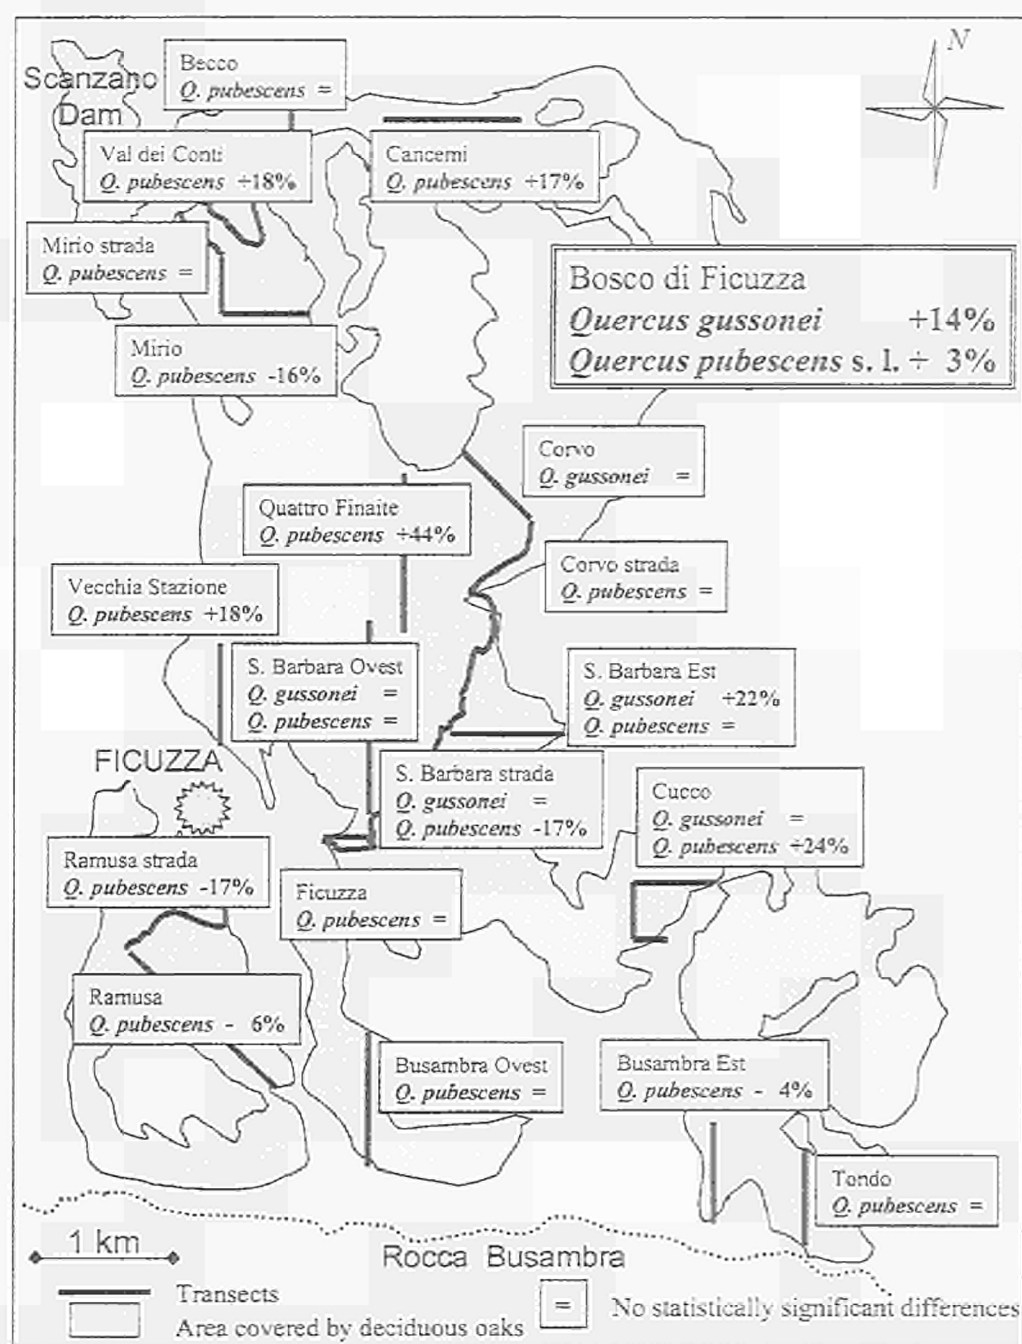 N
Scanzano
Dam
Becco
Q. pubescens =
Val dei Conti
Q. pubescens +18%
Cancemi
Q. pubescens +17%
Mirio strada
Q. pubescens =
Bosco di Ficuzza
Quercus gussonei +14%
Quercus pubescens s. l. + 3%
Mirio
Q. pubescens -16%
Corvo
Q. gussonei =
Quattro Finaite
Q. pubescens +44%
Corvo strada
Q. pubescens =
Vecchia Stazione
Q. pubescens +18%
S. Barbara Ovest
Q. gussonei =
Q. pubescens =
S. Barbara Est
Q. gussonei +22%
Q. pubescens =
FICUZZA
S. Barbara strada
Q. gussonei =
Q. pubescens -17%
Cucco
Q. gussonei =
Q. pubescens +24%
Ramusa strada
Q. pubescens -17%
Ficuzza
Q. pubescens =
Ramusa
Q. pubescens - 6%
Busambra Ovest
Q. pubescens =
Busambra Est
Q. pubescens - 4%
Tondo
Q. pubescens =
1 km
Rocca Busambra
Transects
Area covered by deciduous oaks
= No statistically significant differences